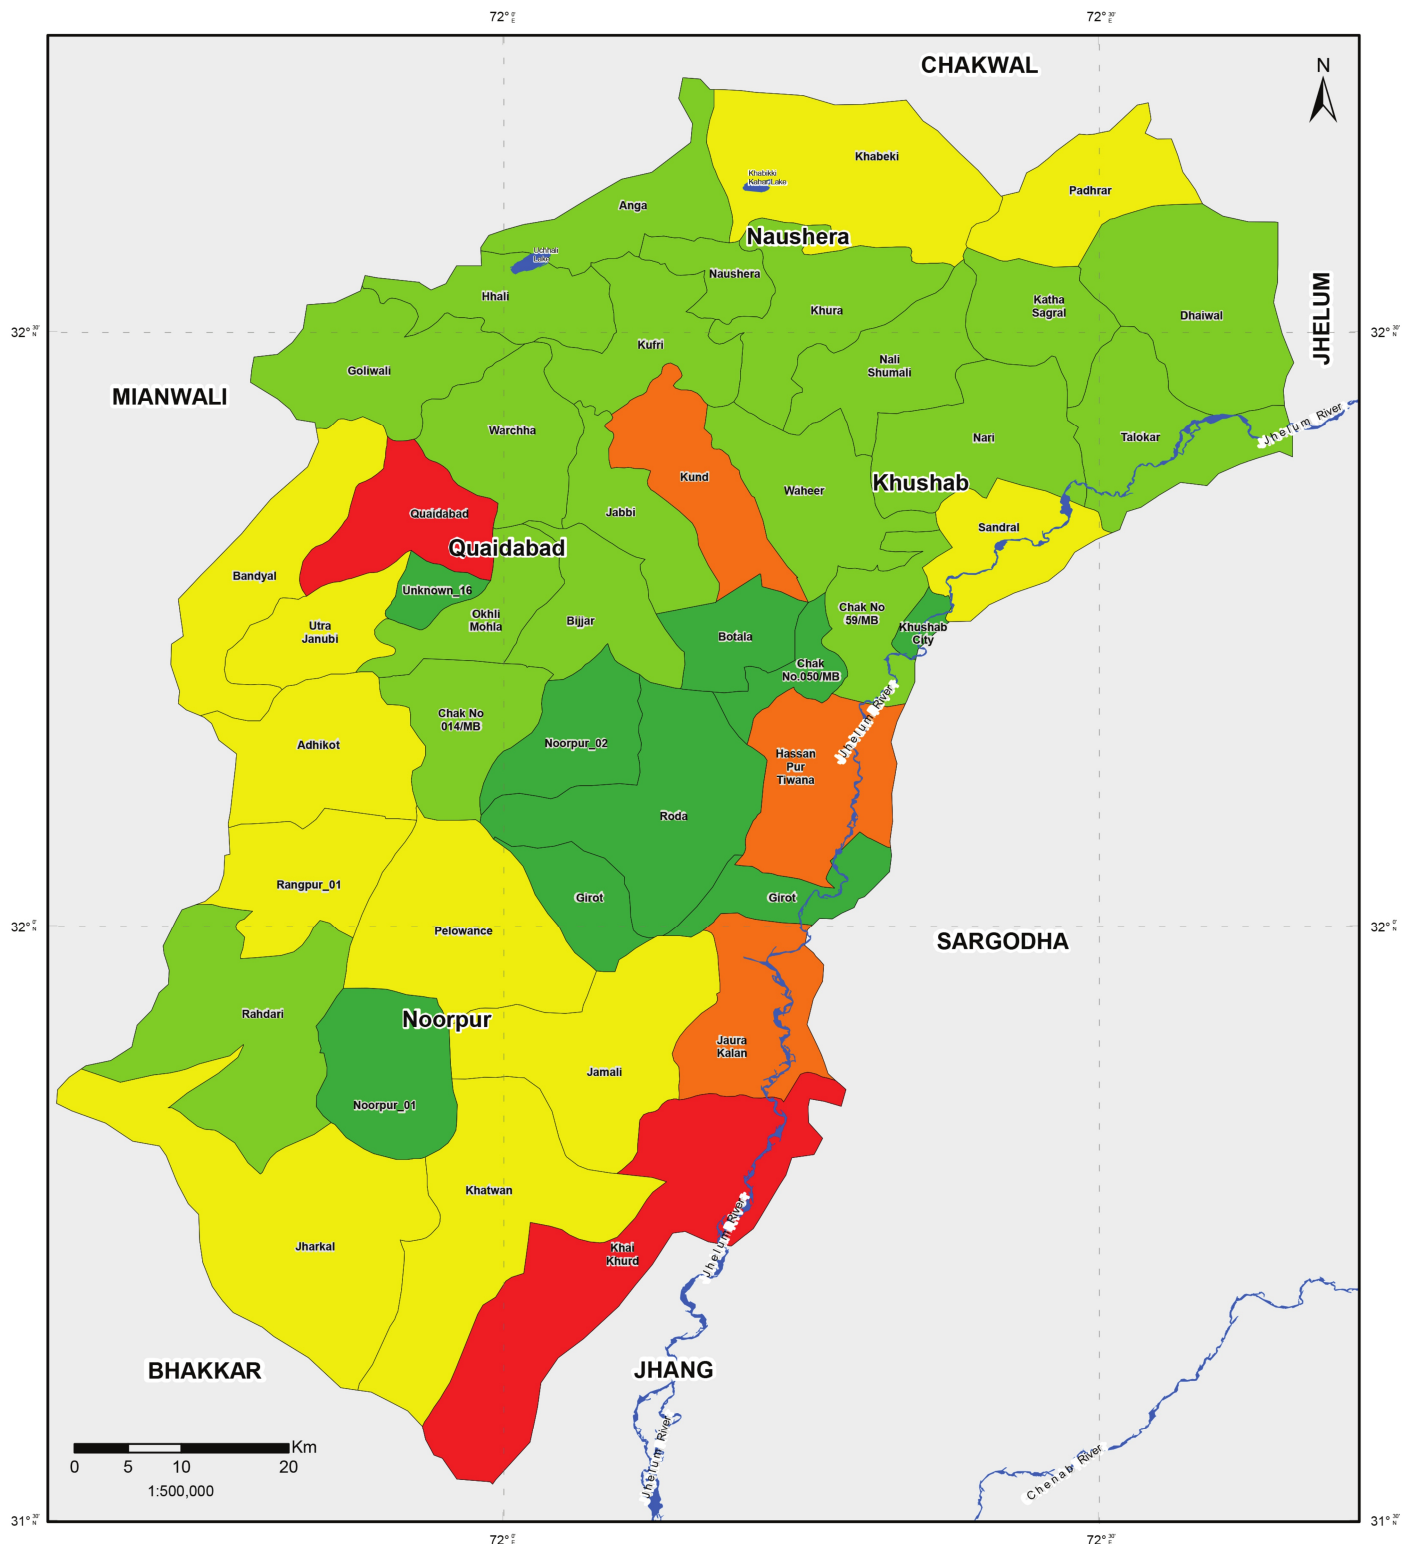 72° 0' E
72° 30' E
CHAKWAL
N
Khabeki
Khabikki
Kahar Lake
Padhrar
Anga
Naushera
Uchhali
Lake
Naushera
Hhali
Khura
Katha
Sagral
Dhaiwal
JHELUM
32° 30' N
32° 30' N
Kufri
Nali
Shumali
Goliwali
MIANWALI
Jhelum River
Warchha
Nari
Talokar
Kund
Waheer
Khushab
Jabbi
Quaidabad
Sandral
Quaidabad
Bandyal
Unknown_16
Okhli
Mohla
Bijjar
Chak No
59/MB
Utra
Janubi
Botala
Khushab
City
Chak
No.050/MB
Chak No
014/MB
Jhelum River
Adhikot
Noorpur_02
Hassan
Pur
Tiwana
Roda
Rangpur_01
Girot
Girot
32° 0' N
32° 0' N
Pelowance
SARGODHA
Rahdari
Noorpur
Jaura
Kalan
Jamali
Noorpur_01
Khatwan
Jhelum River
Jharkal
Khai
Khurd
BHAKKAR
JHANG
Jhelum River
Chenab River
Km
0 5 10 20
1:500,000
31° 30' N
31° 30' N
72° 0' E
72° 30' E